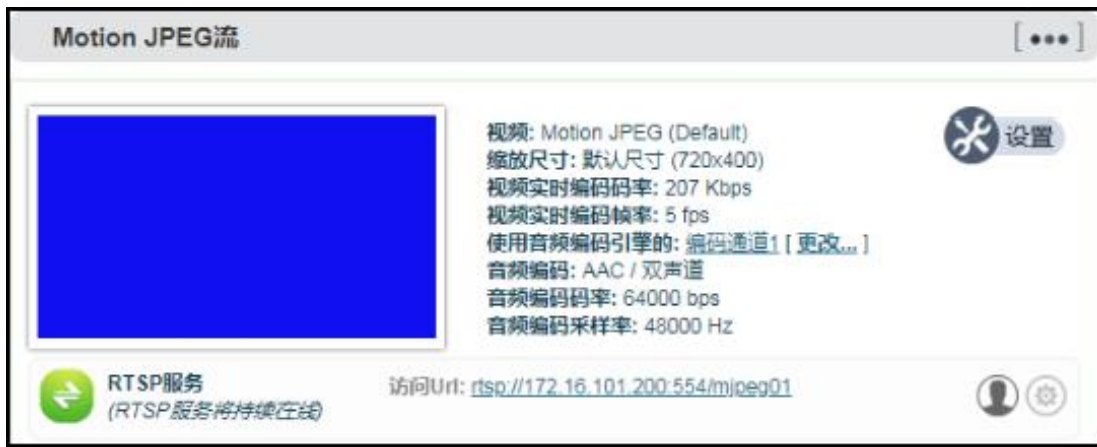 Motion JPEG流
[•••]
视频: Motion JPEG (Default)
设置
缩放尺寸: 默认尺寸 (720x400)
视频实时编码码率: 207 Kbps
视频实时编码帧率: 5 fps
使用音频编码引擎的: 编码通道1 [ 更改... ]
音频编码: AAC / 双声道
音频编码码率: 64000 bps
音频编码采样率: 48000 Hz
RTSP服务
访问Url: rtsp://172.16.101.200:554/mjpeg01
(RTSP服务将持续在线)